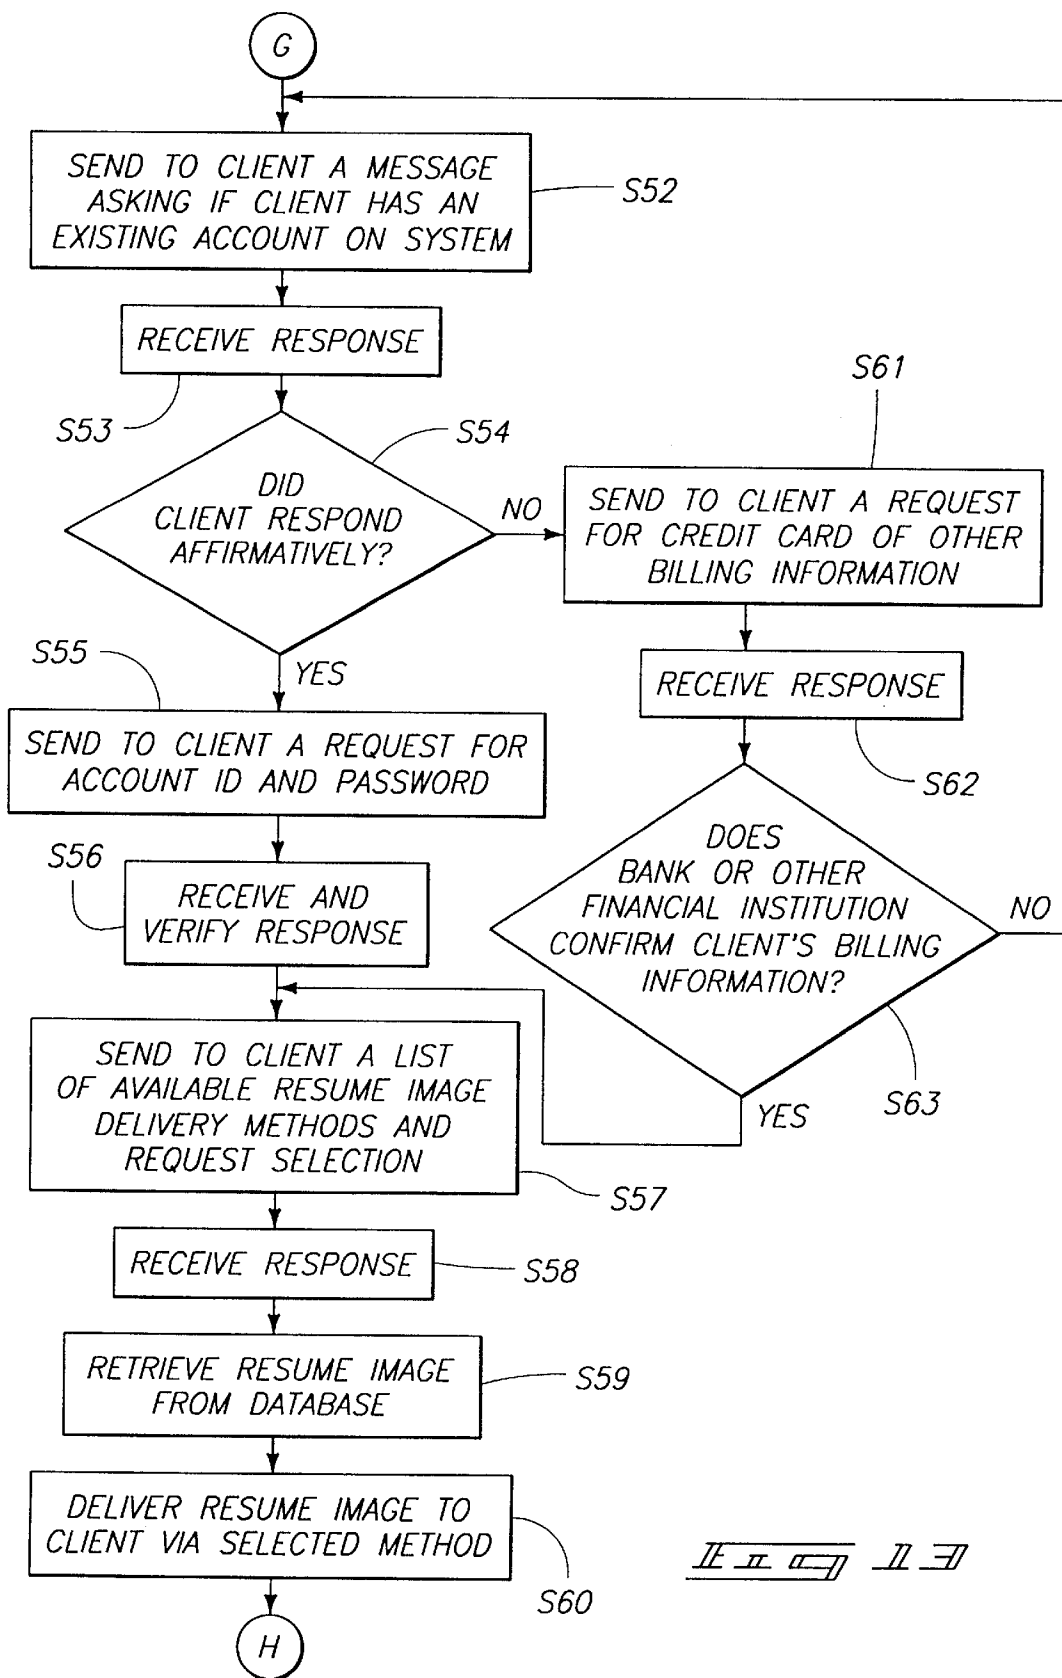 G
SEND TO CLIENT A MESSAGE
ASKING IF CLIENT HAS AN
EXISTING ACCOUNT ON SYSTEM
S52
RECEIVE RESPONSE
S53
DID
CLIENT RESPOND
AFFIRMATIVELY?
S54
NO
YES
S61
SEND TO CLIENT A REQUEST
FOR CREDIT CARD OF OTHER
BILLING INFORMATION
RECEIVE RESPONSE
S62
S55
SEND TO CLIENT A REQUEST FOR
ACCOUNT ID AND PASSWORD
S56
RECEIVE AND
VERIFY RESPONSE
DOES
BANK OR OTHER
FINANCIAL INSTITUTION
CONFIRM CLIENT'S BILLING
INFORMATION?
NO
S63
YES
SEND TO CLIENT A LIST
OF AVAILABLE RESUME IMAGE
DELIVERY METHODS AND
REQUEST SELECTION
S57
RECEIVE RESPONSE
S58
RETRIEVE RESUME IMAGE
FROM DATABASE
S59
DELIVER RESUME IMAGE TO
CLIENT VIA SELECTED METHOD
S60
H
Fig 13